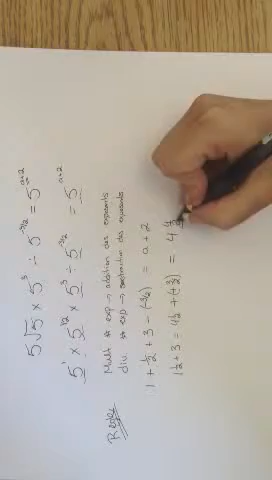 5√5 × 5³ ÷ 5^(-3/2) = 5^(a+2)
5¹ × 5^(1/2) × 5³ ÷ 5^(-3/2) = 5^(a+2)
Règles
Mult # exp → addition des exposants
div # exp → soustraction des exposants
1 + 1/2 + 3 - (-3/2) = a + 2
1 1/2 + 3 = 4 1/2 + (+3/2) = 4